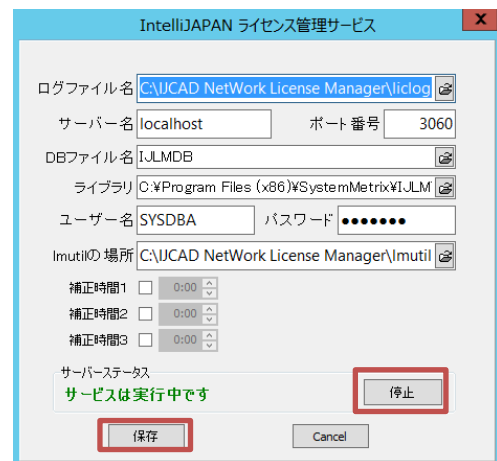 IntelliJAPAN ライセンス管理サービス
X
ログファイル名 C:\IJCAD NetWork License Manager\liclog
サーバー名 localhost ポート番号 3060
DBファイル名 IJLMDB
ライブラリ C:¥Program Files (x86)¥SystemMetrix¥IJLM
ユーザー名 SYSDBA パスワード ●●●●●●●
lmutilの場所 C:\IJCAD NetWork License Manager\lmutil
補正時間1 0:00
補正時間2 0:00
補正時間3 0:00
サーバーステータス
サービスは実行中です 停止
保存 Cancel